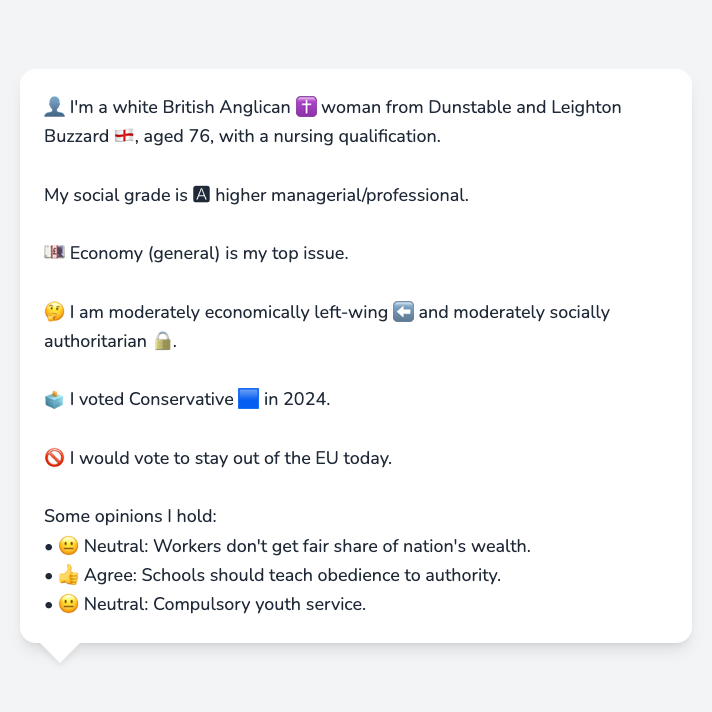 👤 I'm a white British Anglican ✝️ woman from Dunstable and Leighton
Buzzard 🏴󠁧󠁢󠁥󠁮󠁧󠁿, aged 76, with a nursing qualification.
My social grade is 🅰 higher managerial/professional.
💷 Economy (general) is my top issue.
🤔 I am moderately economically left-wing ⬅️ and moderately socially
authoritarian 🔒.
🗳️ I voted Conservative 🟦 in 2024.
🚫 I would vote to stay out of the EU today.
Some opinions I hold:
• 😐 Neutral: Workers don't get fair share of nation's wealth.
• 👍 Agree: Schools should teach obedience to authority.
• 😐 Neutral: Compulsory youth service.